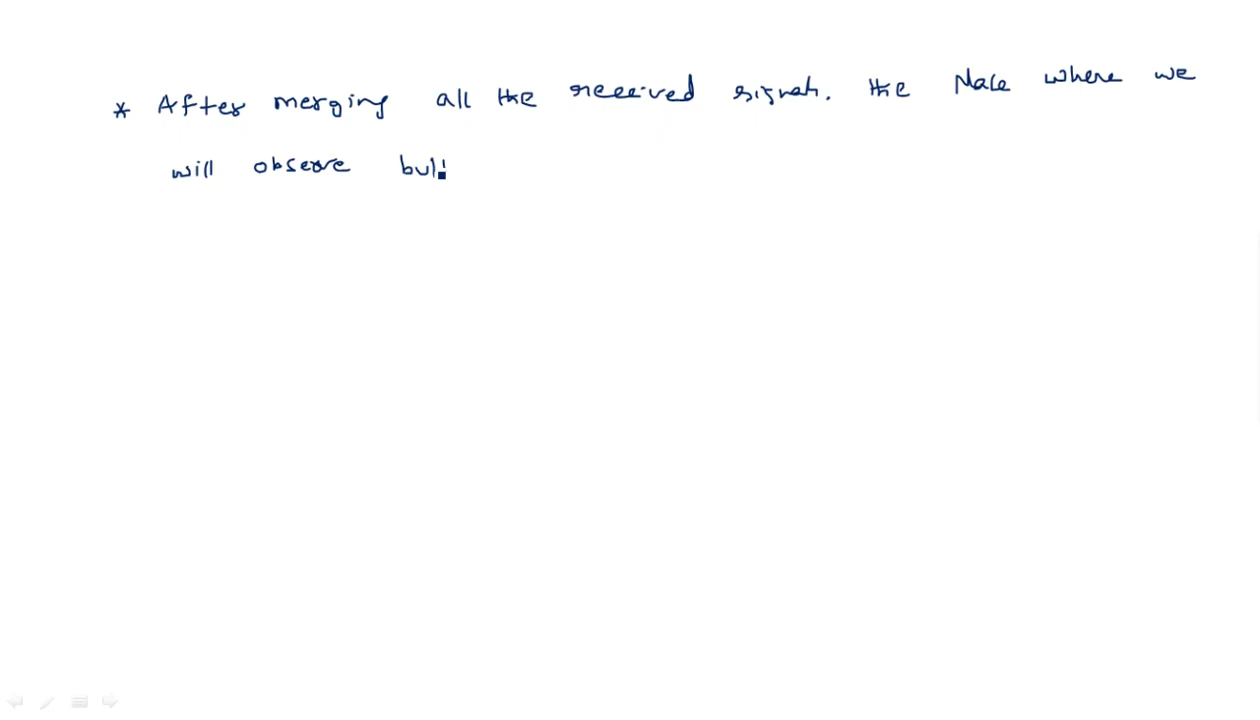 * After merging all the received signals. the place where we
will observe bul